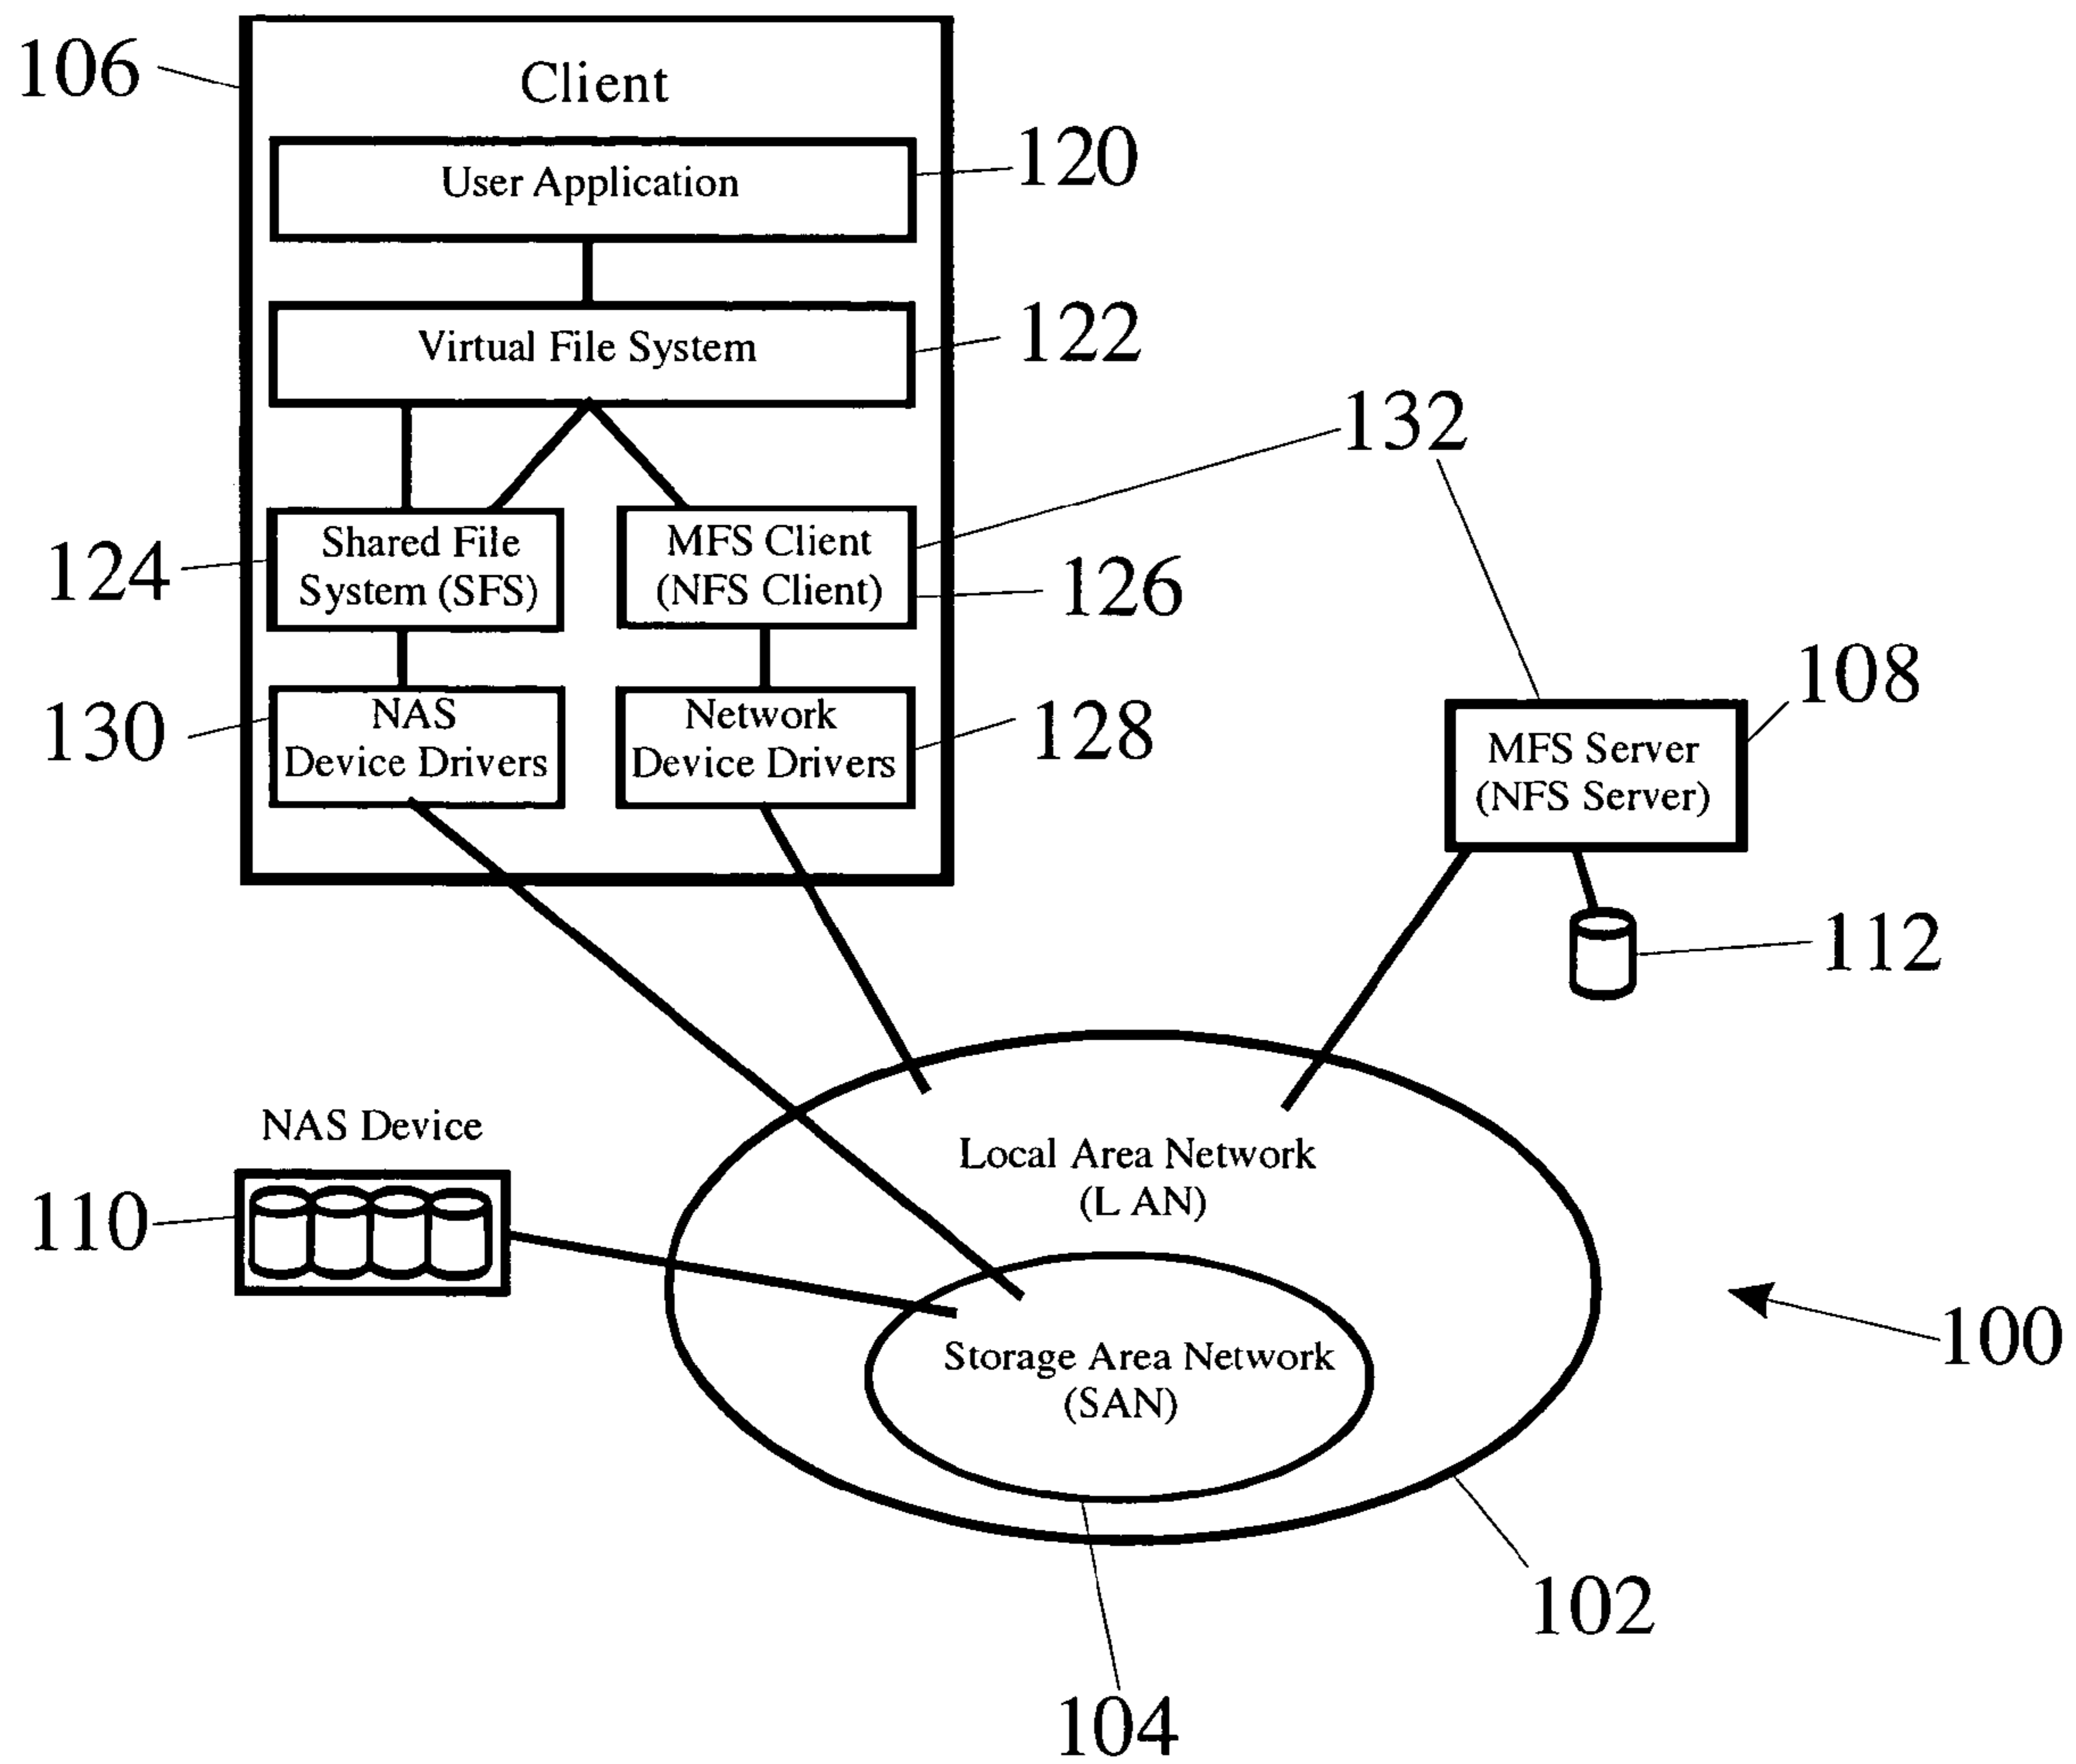 106
Client
120
User Application
122
Virtual File System
132
124
Shared File
System (SFS)
MFS Client
(NFS Client)
126
130
NAS
Device Drivers
Network
Device Drivers
128
108
MFS Server
(NFS Server)
112
NAS Device
110
Local Area Network
(L AN)
Storage Area Network
(SAN)
100
102
104